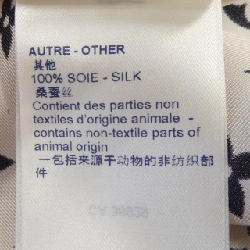 AUTRE - OTHER
其他
100% SOIE - SILK
桑蚕丝
Contient des parties non
textiles d'origine animale -
contains non-textile parts of
animal origin
一包括来源于动物的非纺织部
件